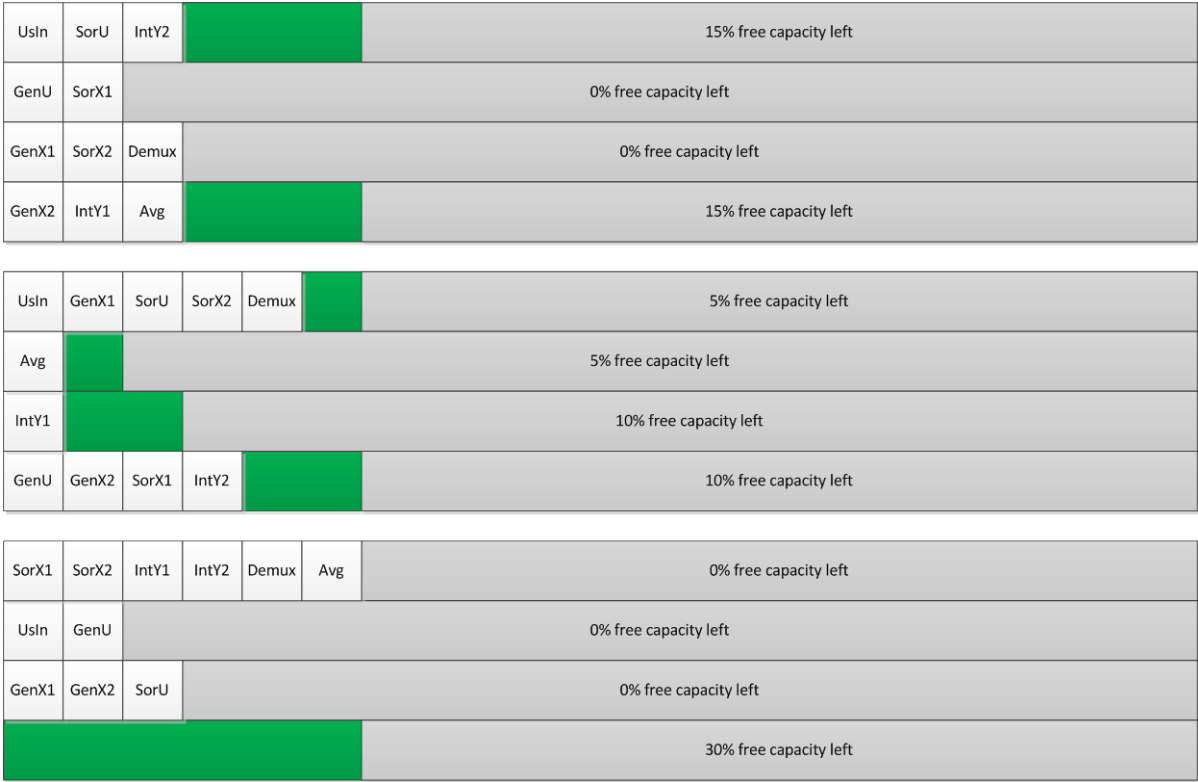 UsIn SorU IntY2 15% free capacity left
GenU SorX1 0% free capacity left
GenX1 SorX2 Demux 0% free capacity left
GenX2 IntY1 Avg 15% free capacity left
UsIn GenX1 SorU SorX2 Demux 5% free capacity left
Avg 5% free capacity left
IntY1 10% free capacity left
GenU GenX2 SorX1 IntY2 10% free capacity left
SorX1 SorX2 IntY1 IntY2 Demux Avg 0% free capacity left
UsIn GenU 0% free capacity left
GenX1 GenX2 SorU 0% free capacity left
30% free capacity left